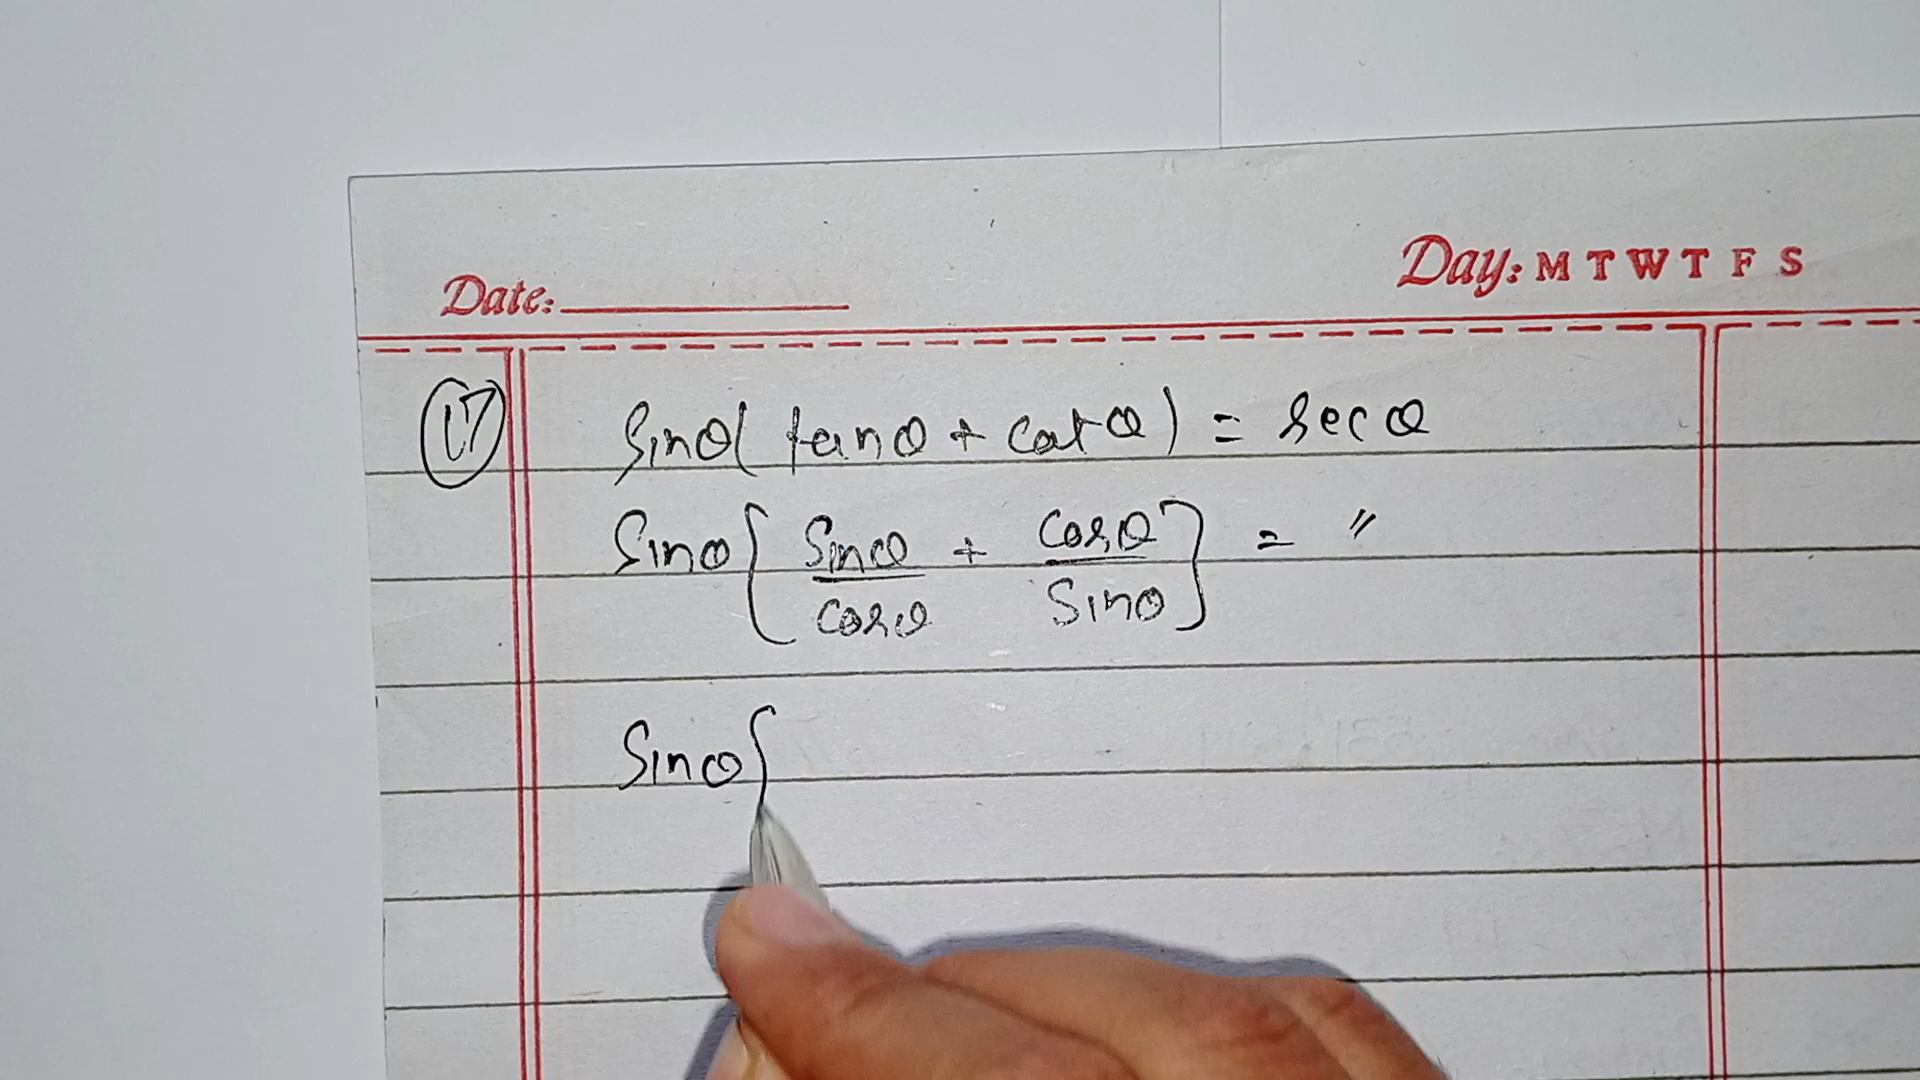 Date:
Day: M T W T F S
17 Sinθ( tanθ + cotθ ) = secθ
Sinθ{ Sinθ/cosθ + cosθ/Sinθ } = "
Sinθ{